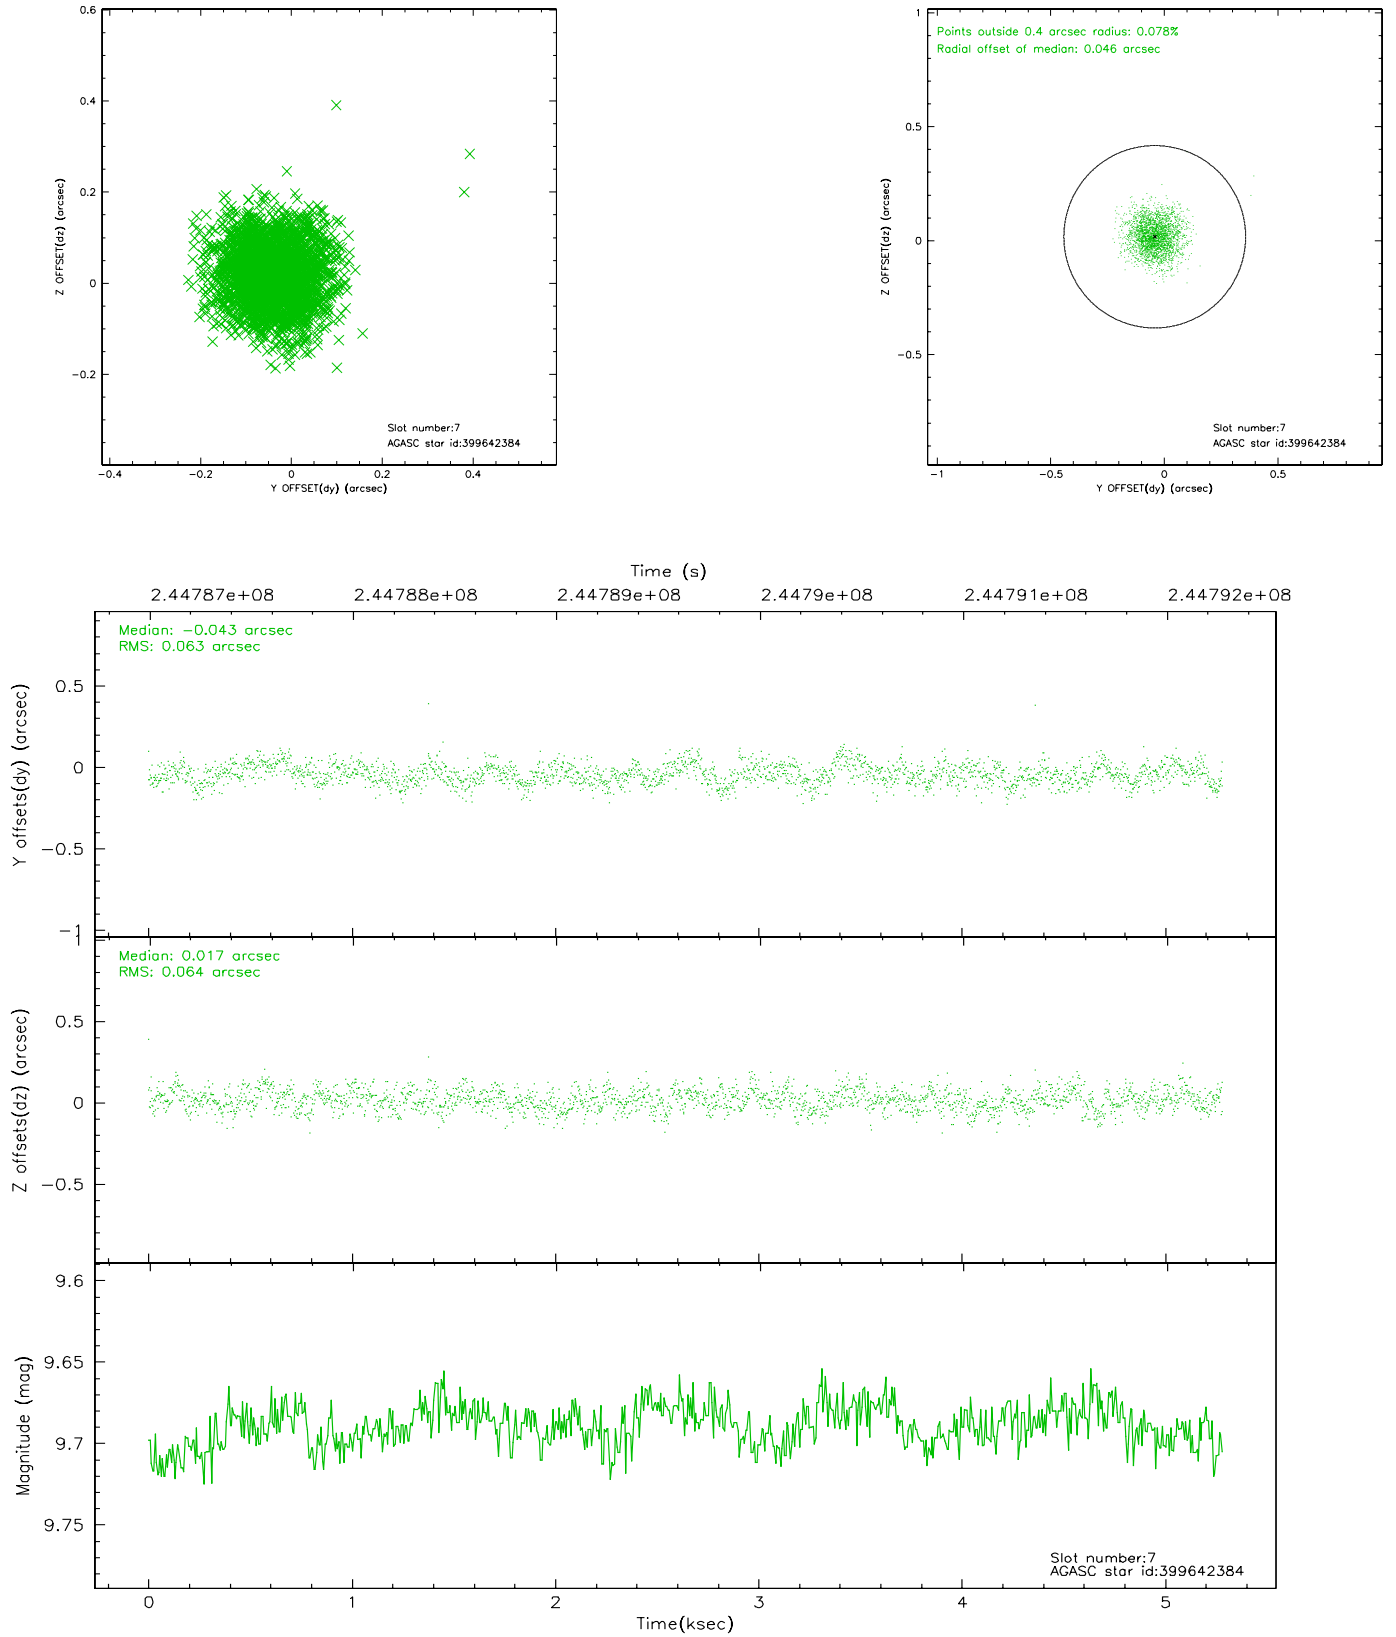 0.6
0.4
0.2
0
−0.2
−0.4
−0.2
0
0.2
0.4
Z OFFSET(dz) (arcsec)
Y OFFSET(dy) (arcsec)
Slot number:7
AGASC star id:399642384
Points outside 0.4 arcsec radius: 0.078%
Radial offset of median: 0.046 arcsec
1
0.5
0
−0.5
−1
−0.5
0
0.5
Z OFFSET(dz) (arcsec)
Y OFFSET(dy) (arcsec)
Slot number:7
AGASC star id:399642384
Time (s)
2.44787e+08 2.44788e+08 2.44789e+08 2.4479e+08 2.44791e+08 2.44792e+08
Median: −0.043 arcsec
RMS: 0.063 arcsec
Y offsets(dy) (arcsec)
0.5
0
−0.5
−1
Median: 0.017 arcsec
RMS: 0.064 arcsec
Z offsets(dz) (arcsec)
1
0.5
0
−0.5
Magnitude (mag)
9.6
9.65
9.7
9.75
Slot number:7
AGASC star id:399642384
0 1 2 3 4 5
Time(ksec)